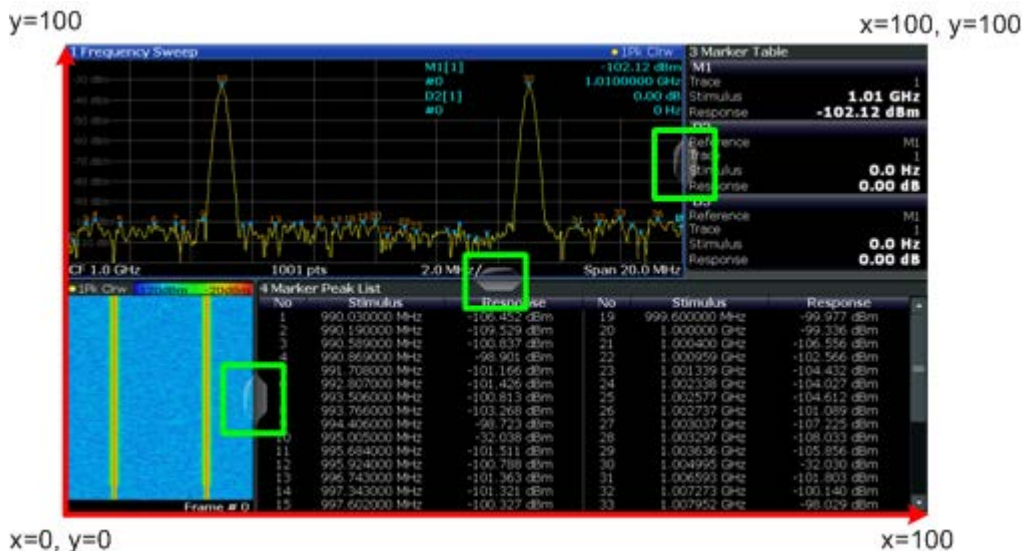 y=100
x=100, y=100
1 Frequency Sweep
1Pk Clrw
M1[1] -102.12 dBm
#0 1.0100000 GHz
D2[1] 0.00 dB
#0 0 Hz
CF 1.0 GHz 1001 pts 2.0 MHz/ Span 20.0 MHz
3 Marker Table
M1
Trace 1
Stimulus 1.01 GHz
Response -102.12 dBm
D2
Reference M1
Trace 1
Stimulus 0.0 Hz
Response 0.00 dB
D3
Reference M1
Trace 1
Stimulus 0.0 Hz
Response 0.00 dB
1Pk Clrw -120dBm -20dBm
Frame # 0
4 Marker Peak List
No Stimulus Response No Stimulus Response
1 990.030000 MHz -106.452 dBm 19 999.600000 MHz -99.977 dBm
2 990.190000 MHz -109.529 dBm 20 1.000000 GHz -99.336 dBm
3 990.589000 MHz -100.837 dBm 21 1.000400 GHz -106.556 dBm
4 990.869000 MHz -98.901 dBm 22 1.000959 GHz -102.566 dBm
991.708000 MHz -101.166 dBm 23 1.001339 GHz -104.432 dBm
992.807000 MHz -101.426 dBm 24 1.002338 GHz -104.027 dBm
993.506000 MHz -100.813 dBm 25 1.002577 GHz -104.612 dBm
993.766000 MHz -103.268 dBm 26 1.002737 GHz -101.089 dBm
994.406000 MHz -98.723 dBm 27 1.003037 GHz -107.225 dBm
10 995.005000 MHz -32.038 dBm 28 1.003297 GHz -108.033 dBm
11 995.684000 MHz -101.511 dBm 29 1.003636 GHz -105.856 dBm
12 995.924000 MHz -100.788 dBm 30 1.004995 GHz -32.030 dBm
13 996.743000 MHz -101.363 dBm 31 1.006593 GHz -101.803 dBm
14 997.343000 MHz -101.321 dBm 32 1.007273 GHz -100.140 dBm
15 997.602000 MHz -100.327 dBm 33 1.007952 GHz -98.029 dBm
x=0, y=0
x=100